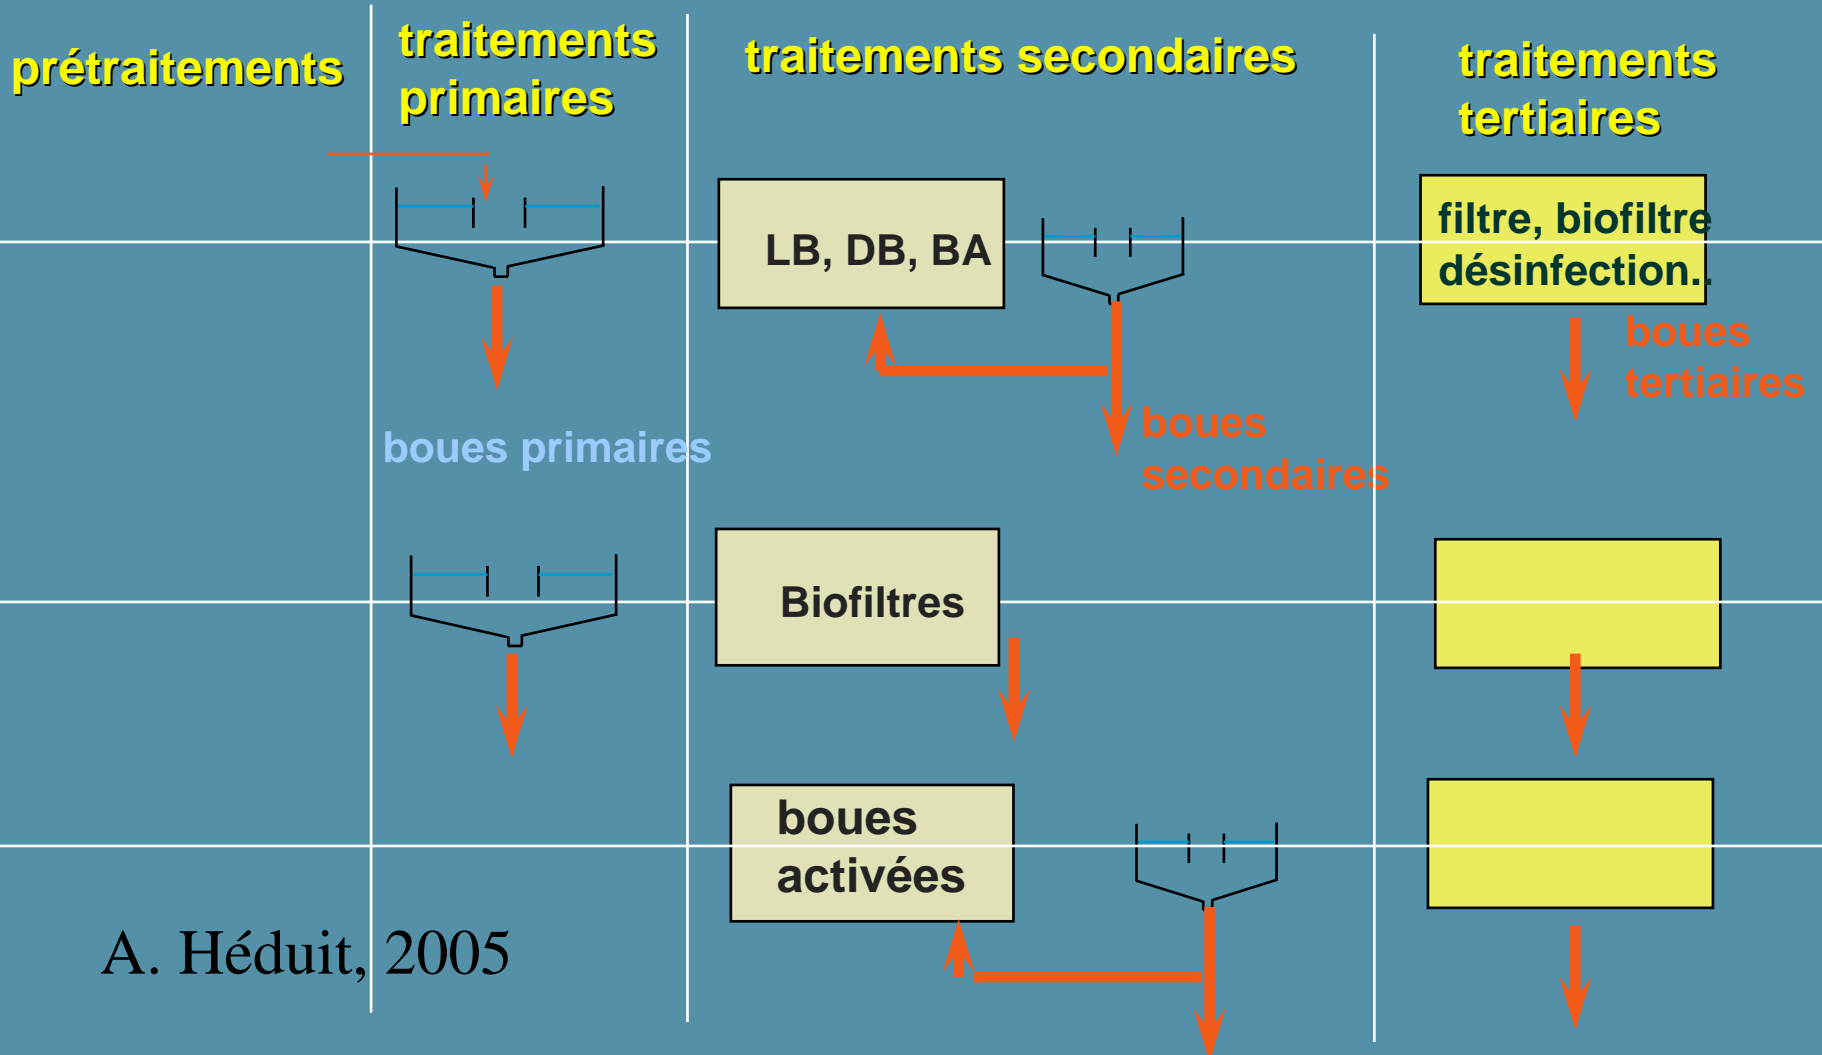 prétraitements
traitements
primaires
traitements secondaires
traitements
tertiaires
LB, DB, BA
filtre, biofiltre
désinfection..
boues
tertiaires
boues primaires
boues
secondaires
Biofiltres
boues
activées
A. Héduit, 2005